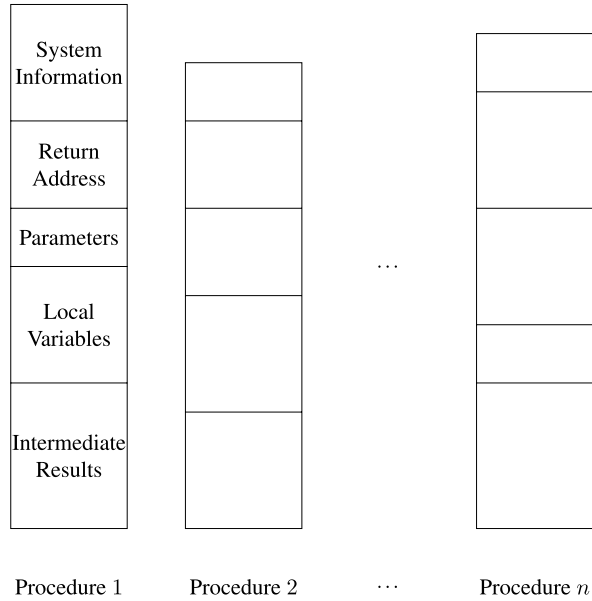 System
Information
Return
Address
Parameters
...
Local
Variables
Intermediate
Results
Procedure 1
Procedure 2
...
Procedure n